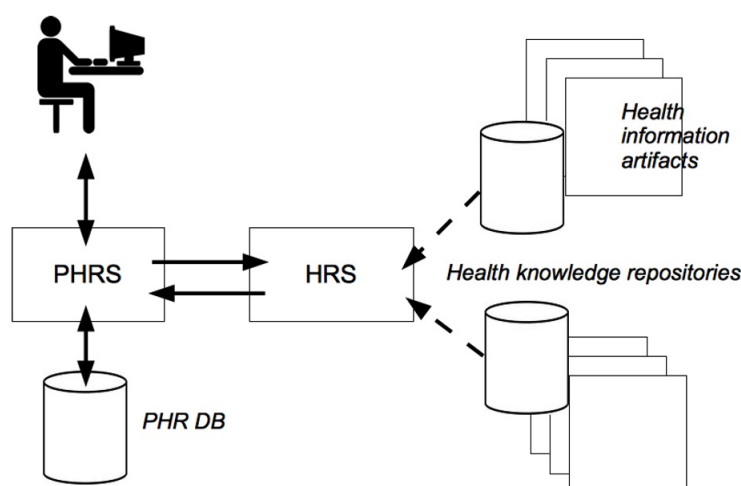 Health
information
artifacts
PHRS
HRS
Health knowledge repositories
PHR DB